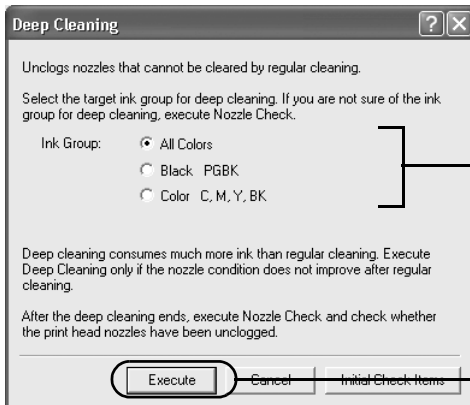 Deep Cleaning
Unclogs nozzles that cannot be cleared by regular cleaning.
Select the target ink group for deep cleaning. If you are not sure of the ink
group for deep cleaning, execute Nozzle Check.
Ink Group: All Colors
Black PGBK
Color C, M, Y, BK
Deep cleaning consumes much more ink than regular cleaning. Execute
Deep Cleaning only if the nozzle condition does not improve after regular
cleaning.
After the deep cleaning ends, execute Nozzle Check and check whether
the print head nozzles have been unclogged.
Execute Cancel Initial Check Items